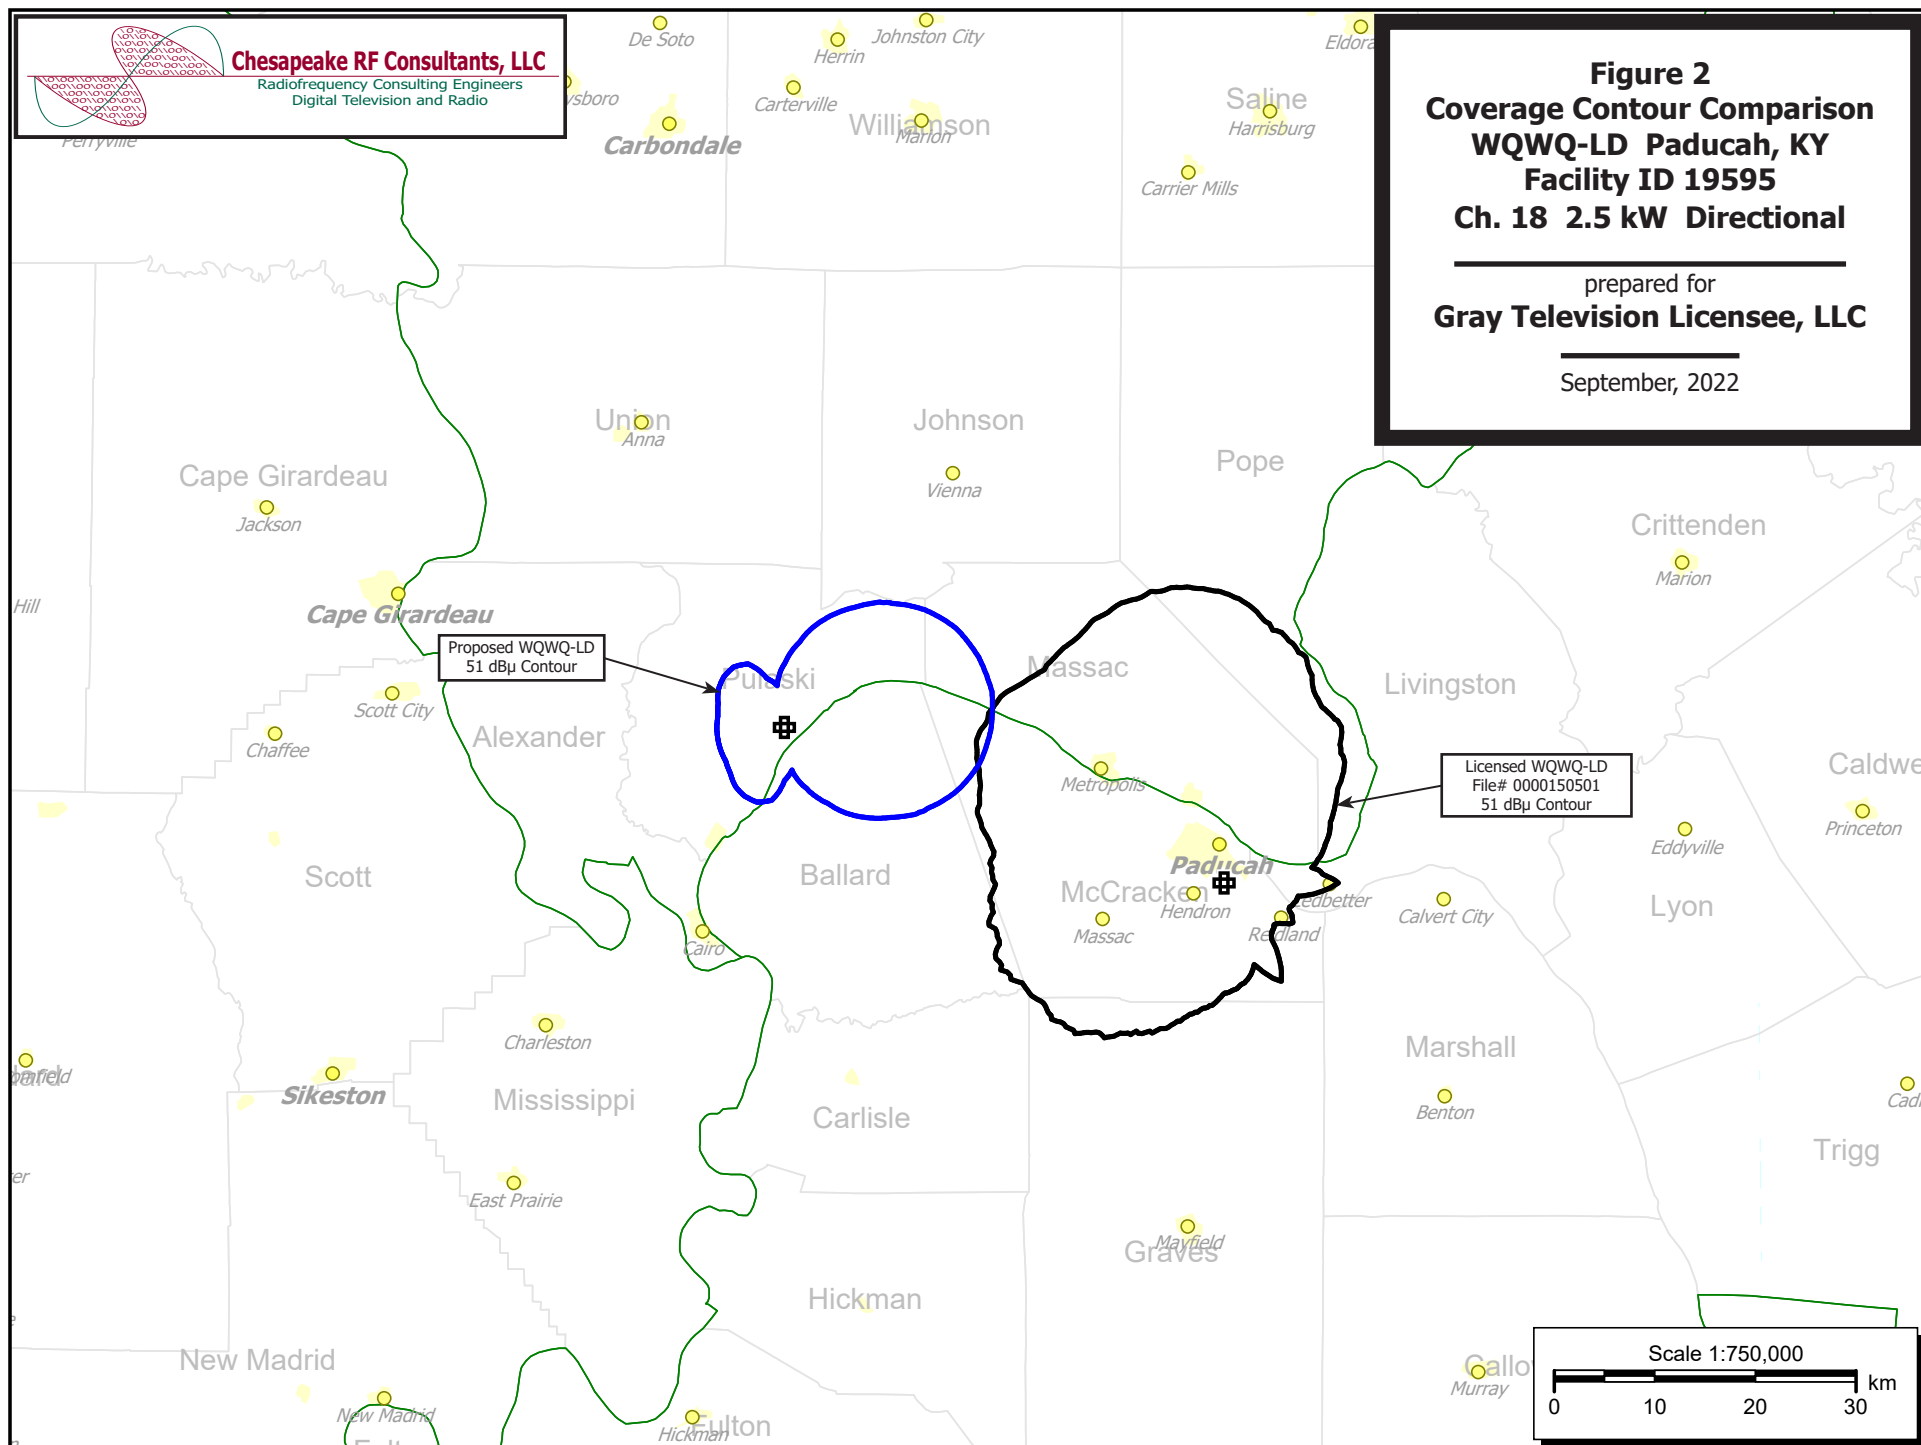 Chesapeake RF Consultants, LLC
Radiofrequency Consulting Engineers
Digital Television and Radio
Figure 2
Coverage Contour Comparison
WQWQ-LD Paducah, KY
Facility ID 19595
Ch. 18 2.5 kW Directional
prepared for
Gray Television Licensee, LLC
September, 2022
De Soto
Herrin
Johnston City
Carterville
Williamson
Marion
Carbondale
Perryville
Saline
Harrisburg
Carrier Mills
Union
Anna
Johnson
Vienna
Pope
Cape Girardeau
Jackson
Crittenden
Marion
Hill
Cape Girardeau
Proposed WQWQ-LD
51 dBµ Contour
Pulaski
Massac
Livingston
Scott City
Chaffee
Alexander
Metropolis
Licensed WQWQ-LD
File# 0000150501
51 dBµ Contour
Princeton
Eddyville
Scott
Ballard
Paducah
McCracken
Hendron
Ledbetter
Calvert City
Lyon
Massac
Reidland
Cairo
Charleston
Marshall
Sikeston
Mississippi
Carlisle
Benton
Trigg
East Prairie
Mayfield
Graves
Hickman
New Madrid
New Madrid
Hickman
Fulton
Murray
Scale 1:750,000
km
0 10 20 30